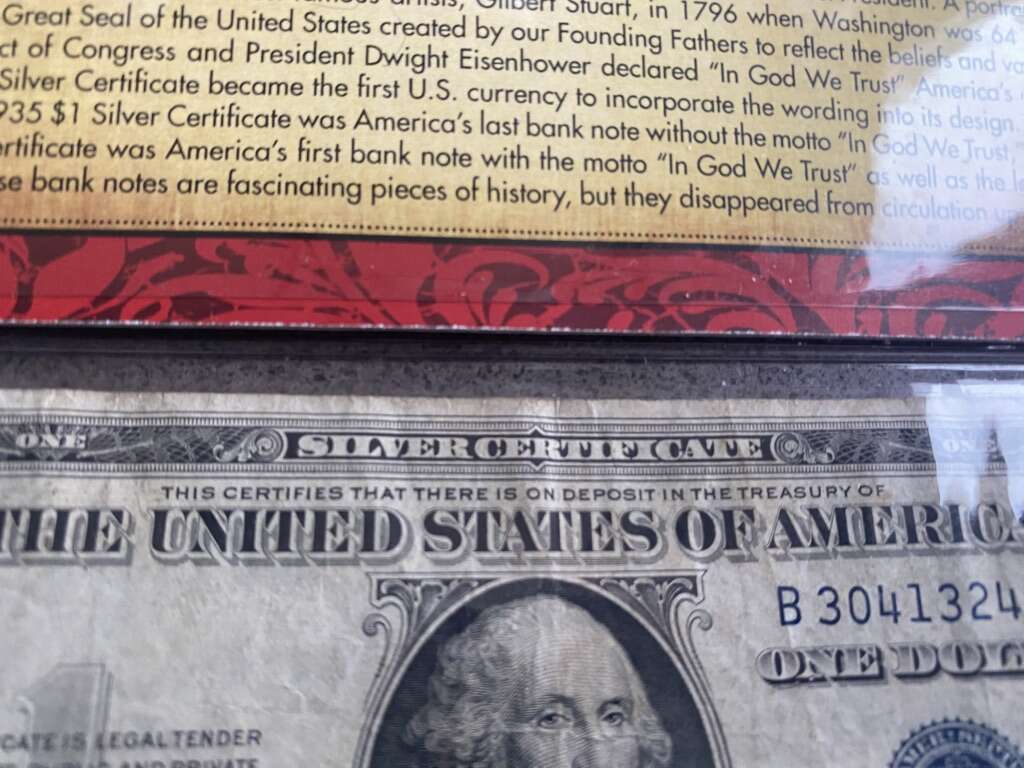 Gilbert Stuart, in 1796 when Washington was 64
Great Seal of the United States created by our Founding Fathers to reflect the beliefs and
ct of Congress and President Dwight Eisenhower declared "In God We Trust" America's
Silver Certificate became the first U.S. currency to incorporate the wording into its design.
935 $1 Silver Certificate was America's last bank note without the motto "In God We Trust,"
rtificate was America's first bank note with the motto "In God We Trust" as well as the
se bank notes are fascinating pieces of history, but they disappeared from circulation
ONE SILVER CERTIFICATE ONE
THIS CERTIFIES THAT THERE IS ON DEPOSIT IN THE TREASURY OF
THE UNITED STATES OF AMERICA
B 3041324
ONE DOL
1
CATE IS LEGAL TENDER
PUBLIC AND PRIVATE